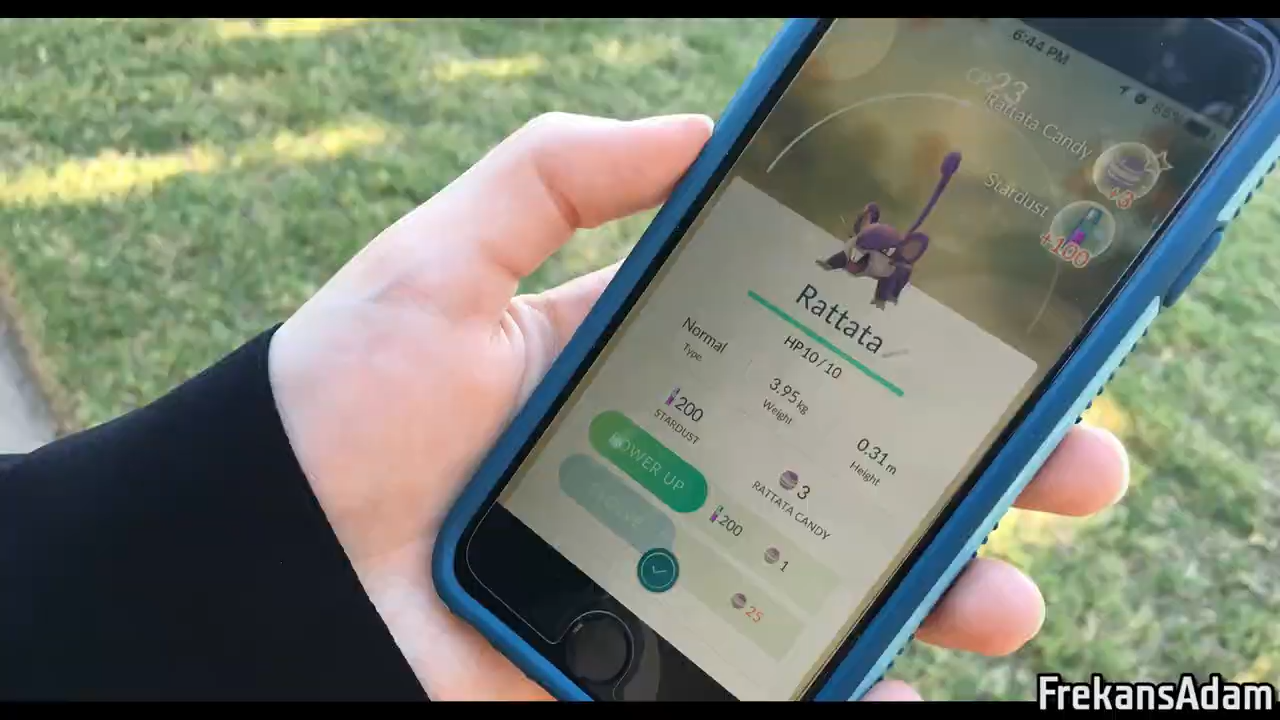 6:44 PM
86%
CP23
Rattata Candy
+3
Stardust
+100
Rattata
HP10/10
Normal
Type
3.95 kg
Weight
0.31 m
Height
200
STARDUST
3
RATTATA CANDY
POWER UP
200
1
25
FrekansAdam